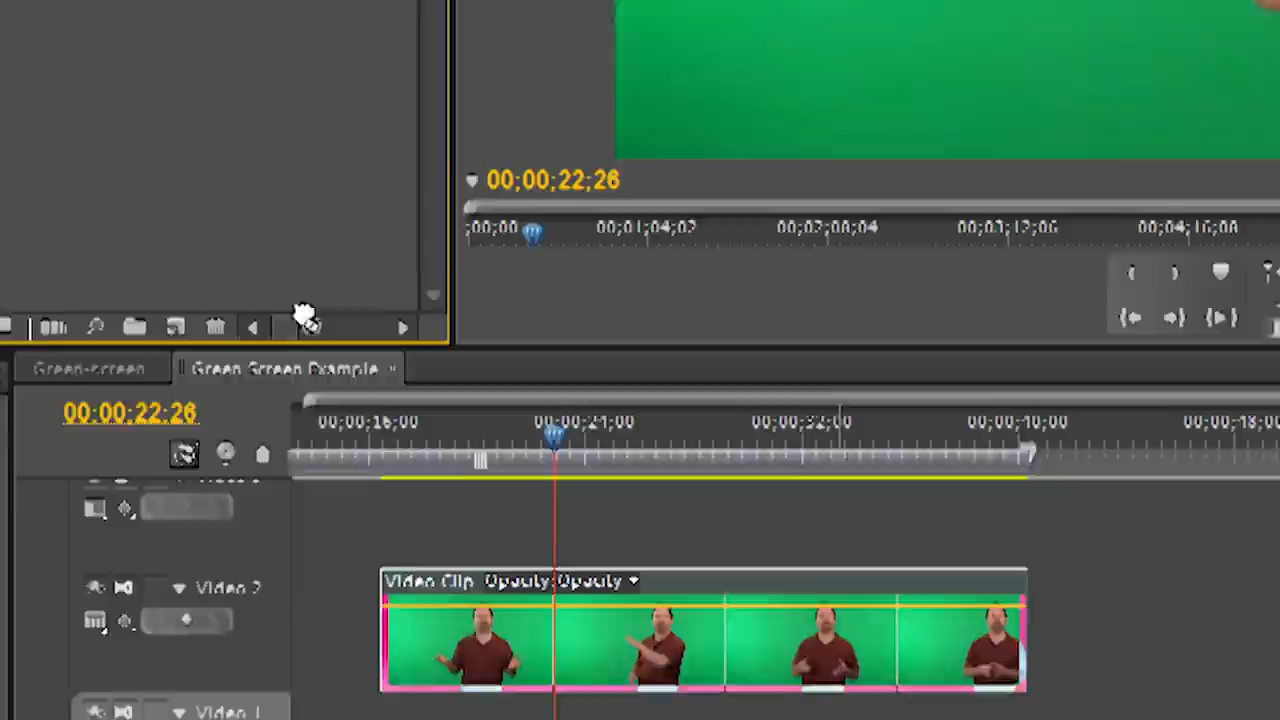 00;00;22;26
;00;00 00;01;04;02 00;02;08;04 00;03;12;06 00;04;16;08
Green-screen Green Screen Example
00;00;22;26
00;00;16;00 00;00;24;00 00;00;32;00 00;00;40;00 00;00;48;00
Video Clip Opacity:Opacity
Video 2
Video 1